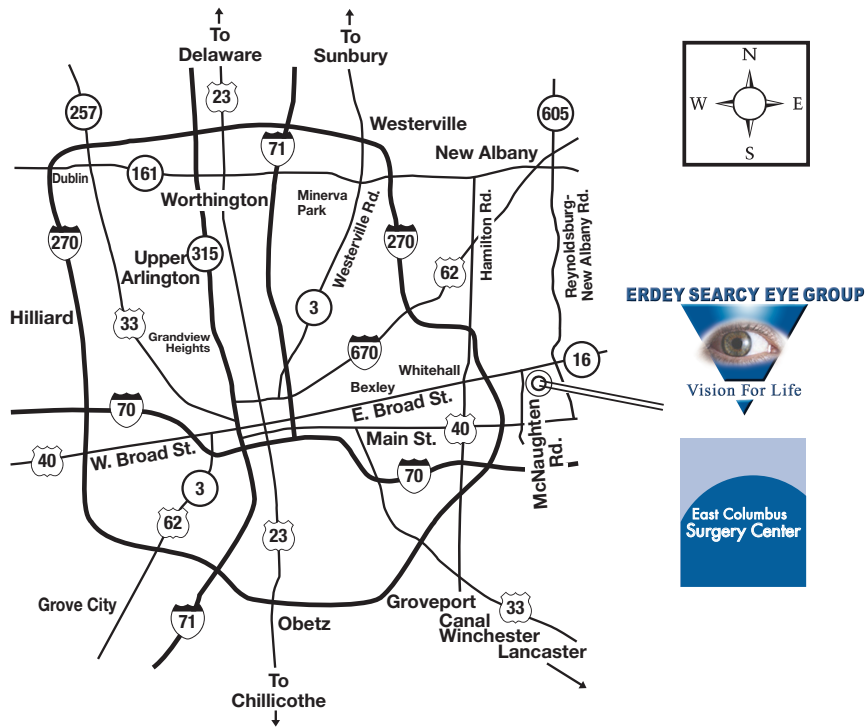 To
Delaware
To
Sunbury
N
W
E
S
23
257
605
Westerville
71
New Albany
Dublin
161
Worthington
Minerva
Park
Westerville Rd.
Hamilton Rd.
Reynoldsburg-
New Albany Rd.
270
315
270
Upper
Arlington
62
ERDEY SEARCY EYE GROUP
Hilliard
33
3
Grandview
Heights
670
16
Whitehall
Bexley
Vision For Life
70
E. Broad St.
40
Main St.
McNaughten
Rd.
40
W. Broad St.
70
3
62
23
East Columbus
Surgery Center
Grove City
71
Obetz
Groveport
Canal
Winchester
33
Lancaster
To
Chillicothe